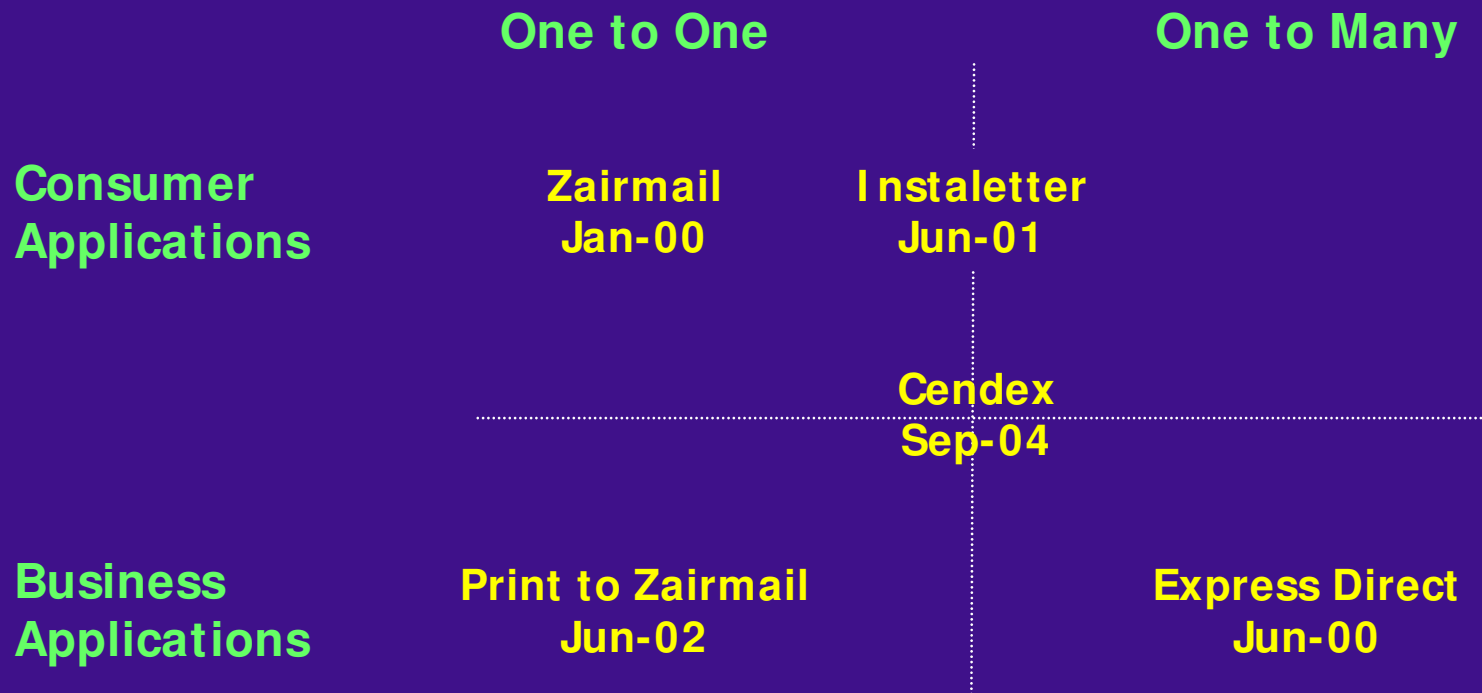 One to One
One to Many
Consumer
Applications
Zairmail
Jan-00
Instaletter
Jun-01
Cendex
Sep-04
Business
Applications
Print to Zairmail
Jun-02
Express Direct
Jun-00